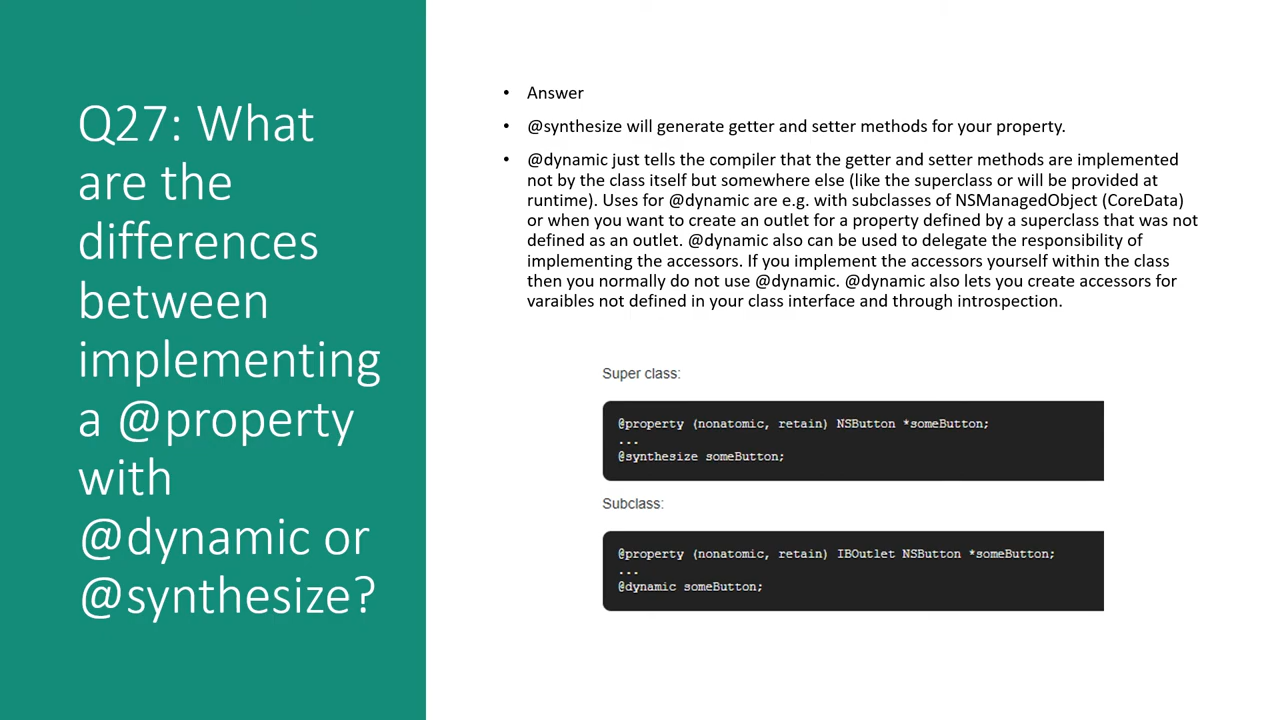 Q27: What
are the
differences
between
implementing
a @property
with
@dynamic or
@synthesize?
• Answer
• @synthesize will generate getter and setter methods for your property.
• @dynamic just tells the compiler that the getter and setter methods are implemented
not by the class itself but somewhere else (like the superclass or will be provided at
runtime). Uses for @dynamic are e.g. with subclasses of NSManagedObject (CoreData)
or when you want to create an outlet for a property defined by a superclass that was not
defined as an outlet. @dynamic also can be used to delegate the responsibility of
implementing the accessors. If you implement the accessors yourself within the class
then you normally do not use @dynamic. @dynamic also lets you create accessors for
varaibles not defined in your class interface and through introspection.
Super class:
@property (nonatomic, retain) NSButton *someButton;
...
@synthesize someButton;
Subclass:
@property (nonatomic, retain) IBOutlet NSButton *someButton;
...
@dynamic someButton;